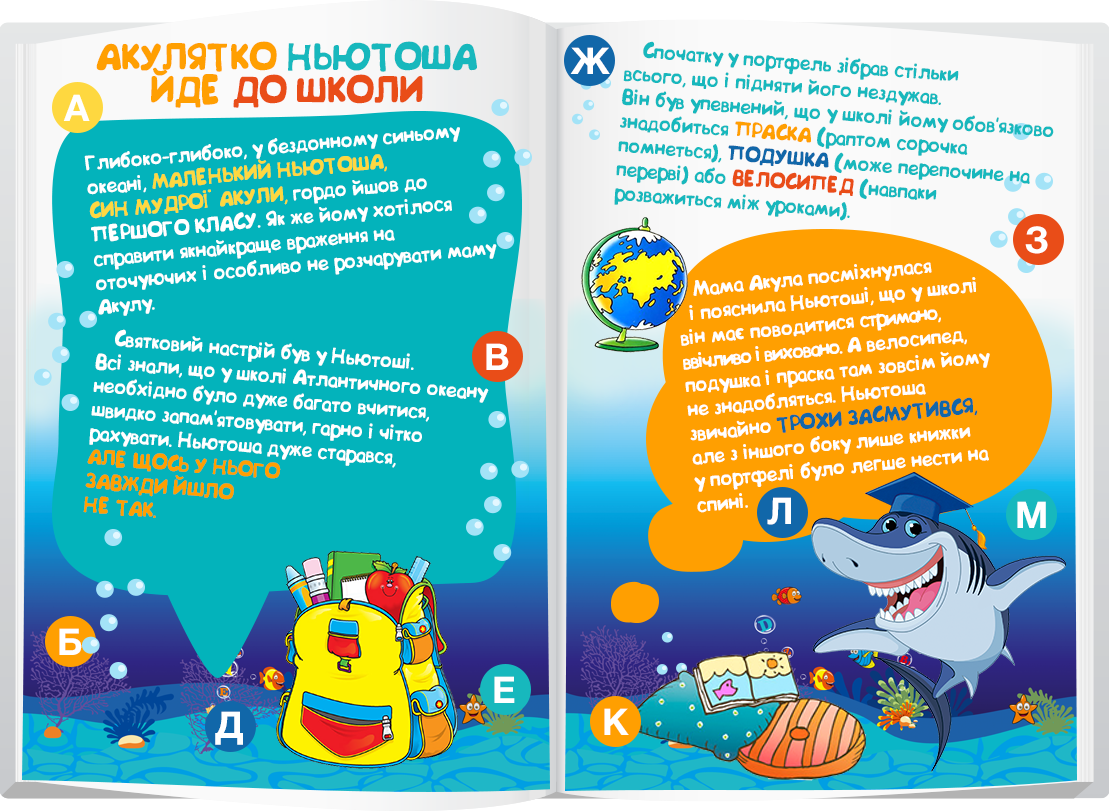 АКУЛЯТКО НЬЮТОША
ЙДЕ ДО ШКОЛИ
А
Глибоко-глибоко, у бездонному синьому
океані, МАЛЕНЬКИЙ НЬЮТОША,
СИН МУДРОЇ АКУЛИ, гордо йшов до
ПЕРШОГО КЛАСУ. Як же йому хотілося
справити якнайкраще враження на
оточуючих і особливо не розчарувати маму
Акулу.
Святковий настрій був у Ньютоші.
Всі знали, що у школі Атлантичного океану
необхідно було дуже багато вчитися,
швидко запам'ятовувати, гарно і чітко
рахувати. Ньютоша дуже старався,
АЛЕ ЩОСЬ У НЬОГО
ЗАВЖДИ ЙШЛО
НЕ ТАК.
В
Б
Е
Д
Ж
Спочатку у портфель зібрав стільки
всього, що і підняти його нездужав.
Він був упевнений, що у школі йому обов'язково
знадобиться ПРАСКА (раптом сорочка
помнеться), ПОДУШКА (може перепочине на
перерві) або ВЕЛОСИПЕД (навпаки
розважиться між уроками).
З
Мама Акула посміхнулася
і пояснила Ньютоші, що у школі
він має поводитися стримано,
ввічливо і виховано. А велосипед,
подушка і праска там зовсім йому
не знадобляться. Ньютоша
звичайно ТРОХИ ЗАСМУТИВСЯ,
але з іншого боку лише книжки
у портфелі було легше нести на
спині.
Л
М
К